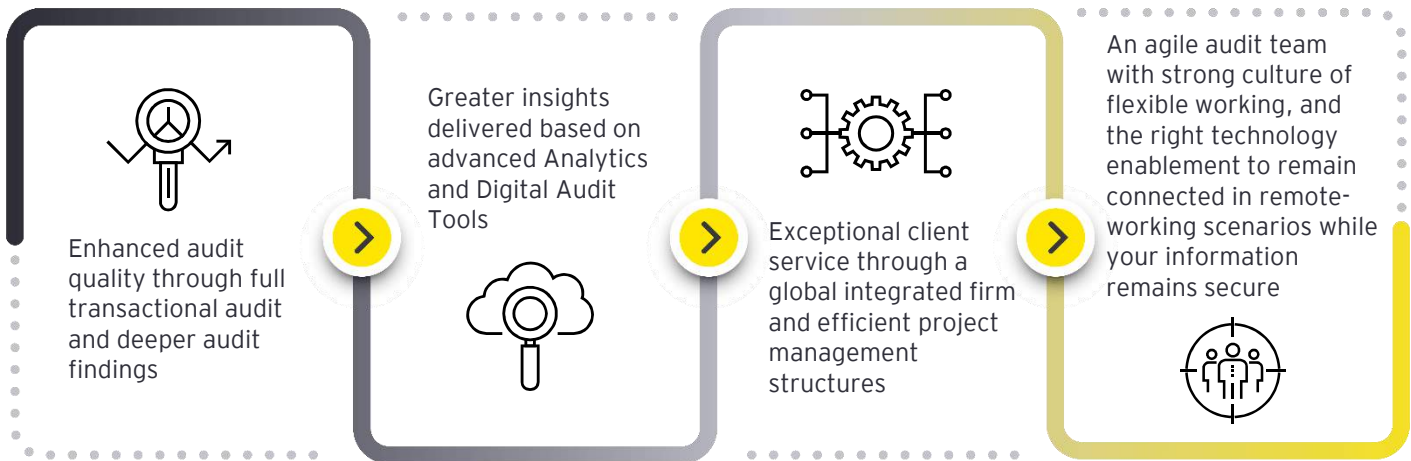 Enhanced audit
quality through full
transactional audit
and deeper audit
findings
Greater insights
delivered based on
advanced Analytics
and Digital Audit
Tools
Exceptional client
service through a
global integrated firm
and efficient project
management
structures
An agile audit team
with strong culture of
flexible working, and
the right technology
enablement to remain
connected in remote-
working scenarios while
your information
remains secure